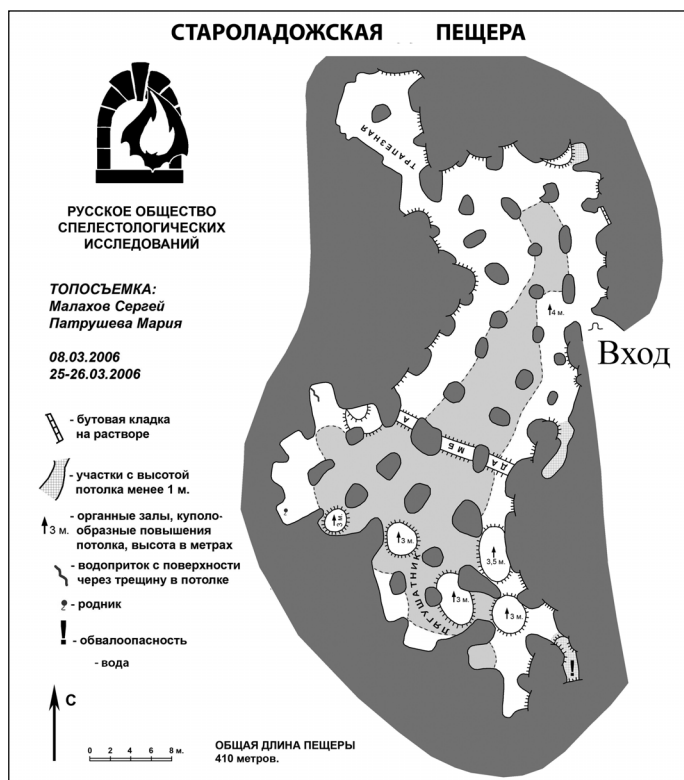 СТАРОЛАДОЖСКАЯ ПЕЩЕРА
РУССКОЕ ОБЩЕСТВО
СПЕЛЕСТОЛОГИЧЕСКИХ
ИССЛЕДОВАНИЙ
ТОПОСЪЕМКА:
Малахов Сергей
Патрушева Мария
08.03.2006
25-26.03.2006
- бутовая кладка
на растворе
- участки с высотой
потолка менее 1 м.
3 м.
- органные залы, куполо-
образные повышения
потолка, высота в метрах
- водоприток с поверхности
через трещину в потолке
- родник
! - обвалоопасность
- вода
С
0 2 4 6 8 м.
ОБЩАЯ ДЛИНА ПЕЩЕРЫ
410 метров.
ТРАПЕЗНАЯ
4 м.
Вход
ДАМБА
3 м.
3 м.
3,5 м.
ЛЯГУШАТНИК
3 м.
3 м.
!